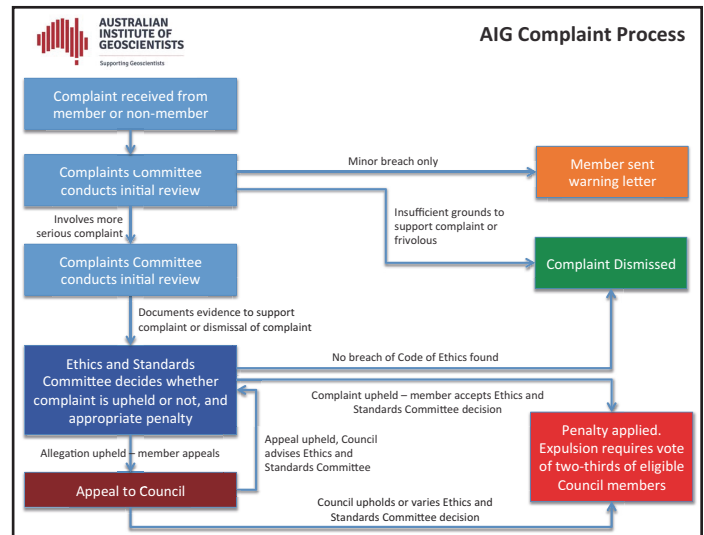 AUSTRALIAN
INSTITUTE OF
GEOSCIENTISTS
Supporting Geoscientists
AIG Complaint Process
Complaint received from
member or non-member
Complaints Committee
conducts initial review
Minor breach only
Member sent
warning letter
Involves more
serious complaint
Insufficient grounds to
support complaint or
frivolous
Complaints Committee
conducts initial review
Complaint Dismissed
Documents evidence to support
complaint or dismissal of complaint
Ethics and Standards
Committee decides whether
complaint is upheld or not, and
appropriate penalty
No breach of Code of Ethics found
Complaint upheld – member accepts Ethics and
Standards Committee decision
Allegation upheld – member appeals
Appeal upheld, Council
advises Ethics and
Standards Committee
Penalty applied.
Expulsion requires vote
of two-thirds of eligible
Council members
Appeal to Council
Council upholds or varies Ethics and
Standards Committee decision